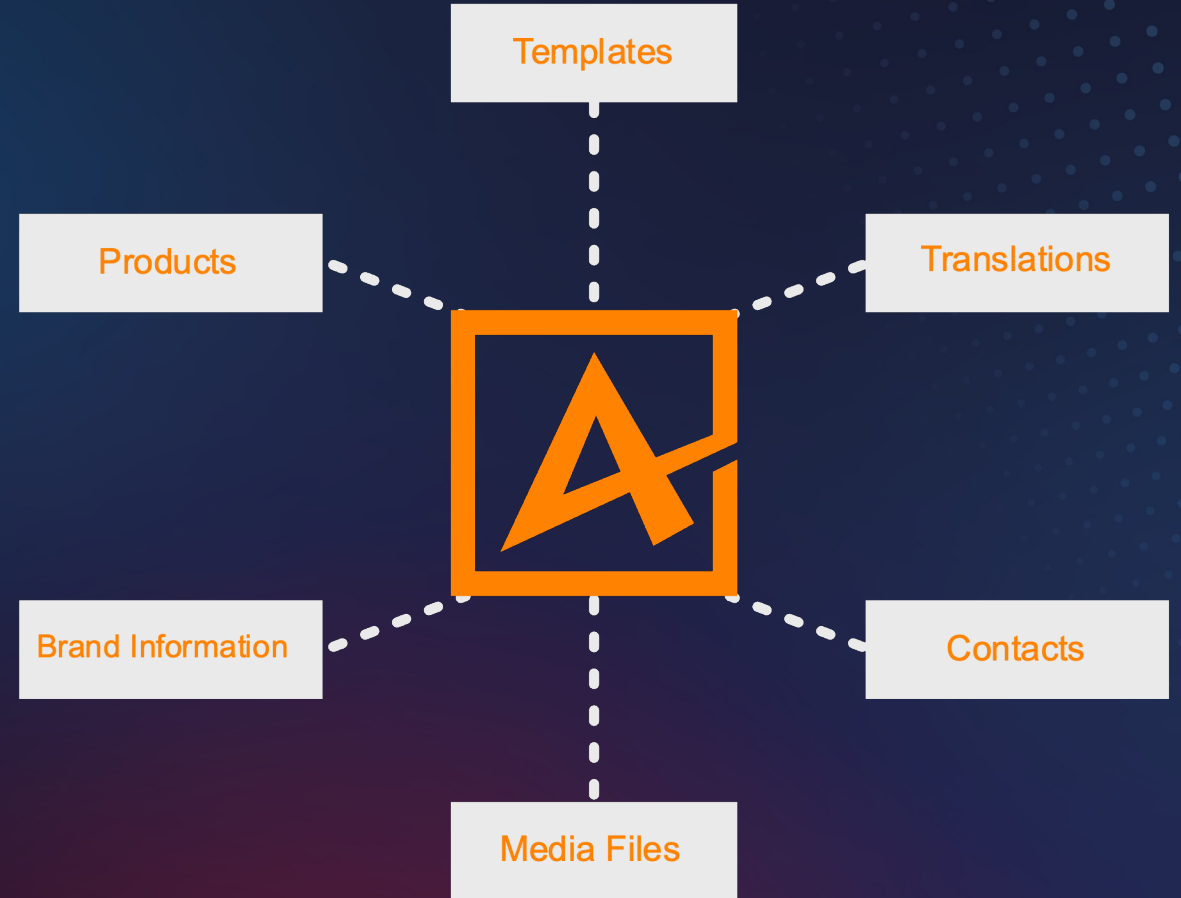 Templates
Products
Translations
Brand Information
Contacts
Media Files